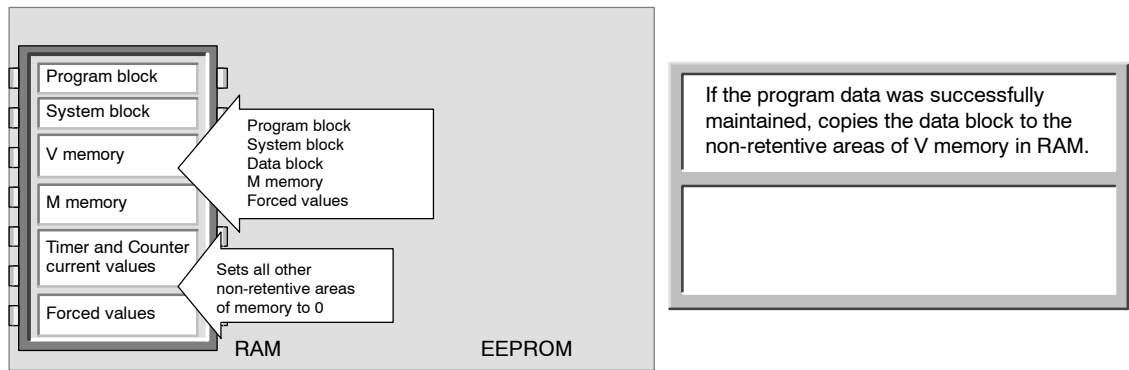 Program block
System block
V memory
M memory
Timer and Counter
current values
Forced values
Program block
System block
Data block
M memory
Forced values
Sets all other
non-retentive areas
of memory to 0
RAM
EEPROM
If the program data was successfully
maintained, copies the data block to the
non-retentive areas of V memory in RAM.